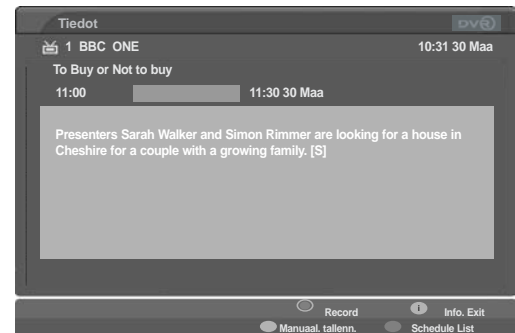 Tiedot DVR
1 BBC ONE 10:31 30 Maa
To Buy or Not to buy
11:00 11:30 30 Maa
Presenters Sarah Walker and Simon Rimmer are looking for a house in
Cheshire for a couple with a growing family. [S]
Record i Info. Exit
Manuaal. tallenn. Schedule List